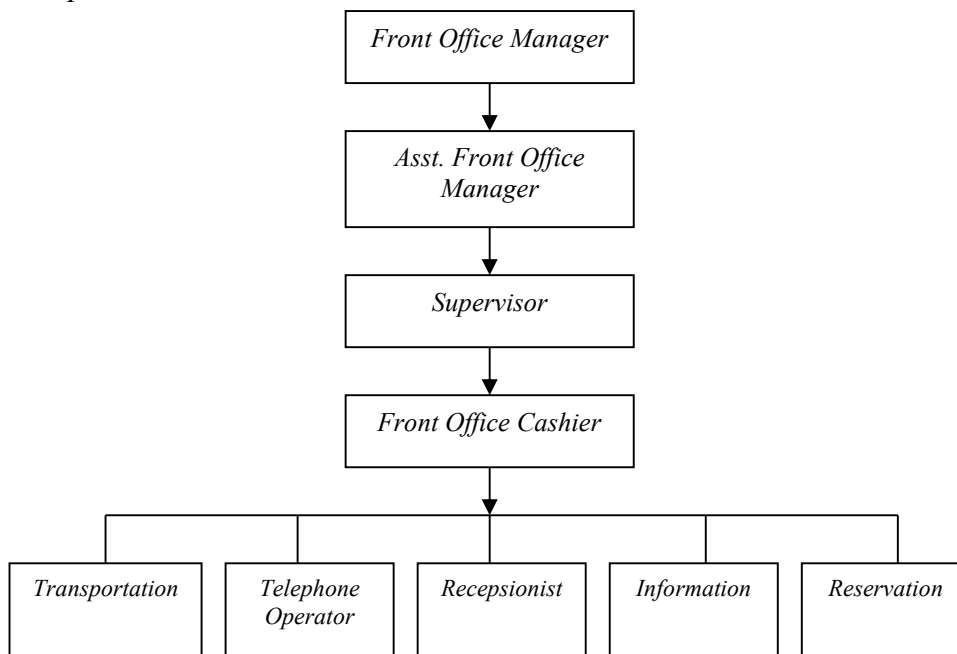 Front Office Manager
Asst. Front Office
Manager
Supervisor
Front Office Cashier
Transportation
Telephone
Operator
Recepsionist
Information
Reservation